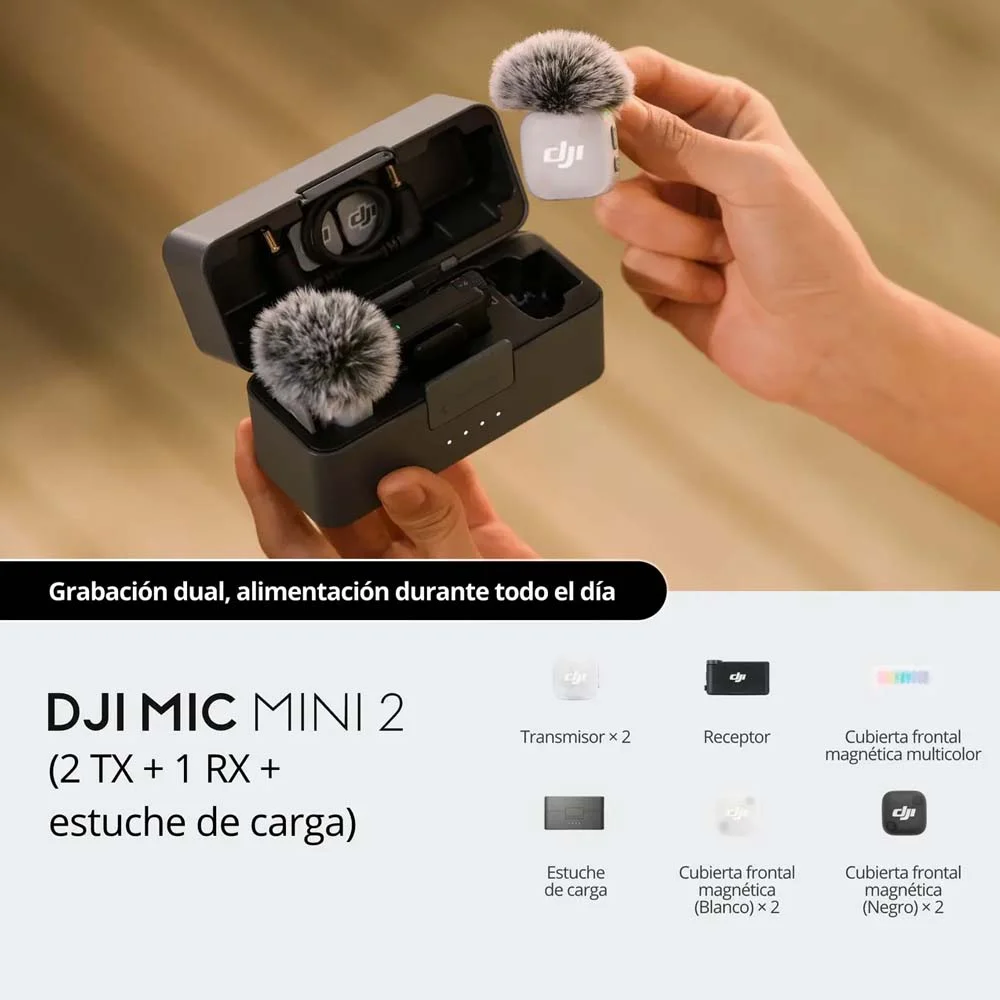 dji
dji
Grabación dual, alimentación durante todo el día
DJI MIC MINI 2
(2 TX + 1 RX +
estuche de carga)
Transmisor × 2
Receptor
Cubierta frontal
magnética multicolor
Estuche
de carga
Cubierta frontal
magnética
(Blanco) × 2
Cubierta frontal
magnética
(Negro) × 2
dji
dji
dji
dji